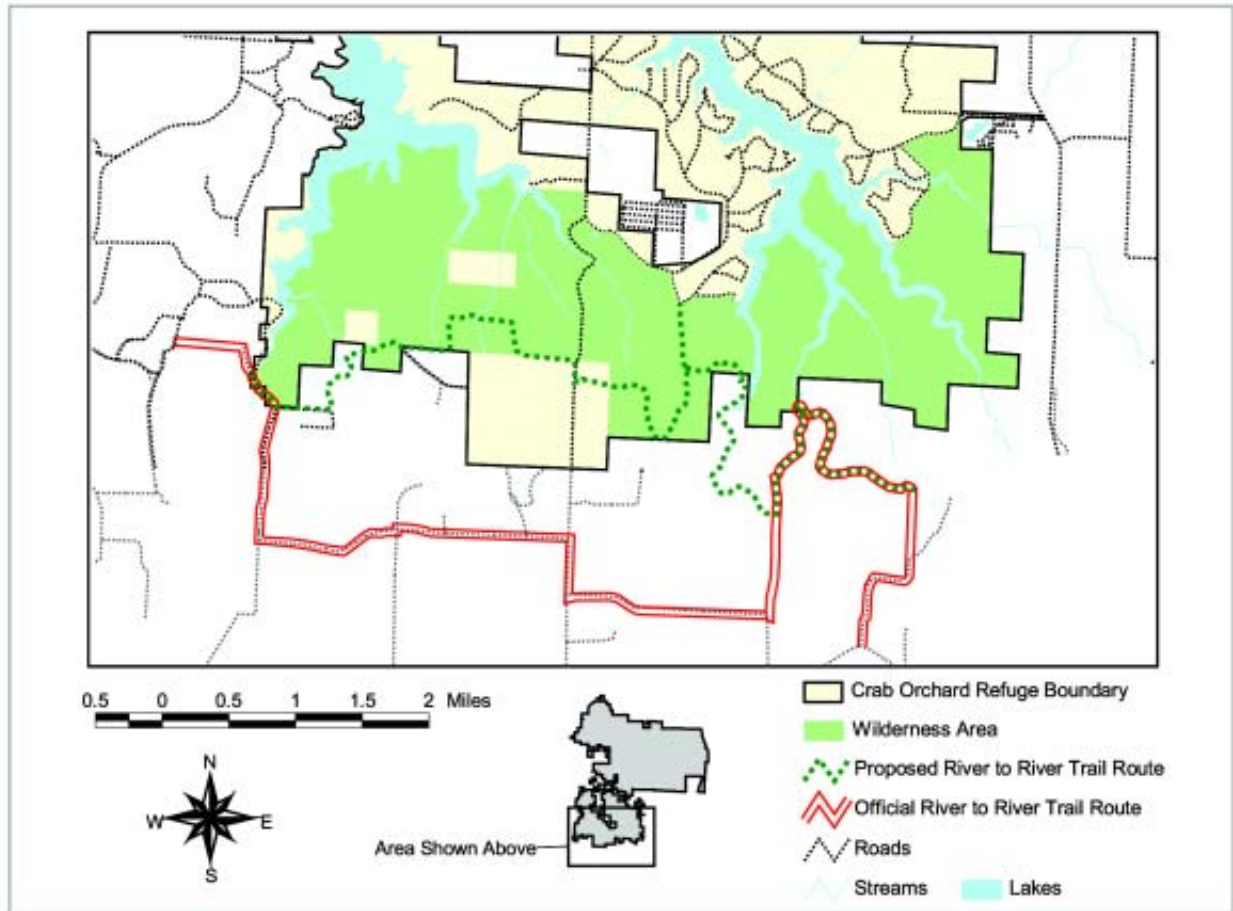 0.5 0 0.5 1 1.5 2 Miles
N
W E
S
Area Shown Above
Crab Orchard Refuge Boundary
Wilderness Area
Proposed River to River Trail Route
Official River to River Trail Route
Roads
Streams Lakes